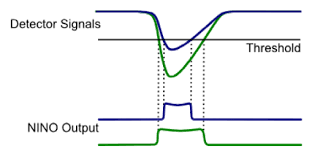 Detector Signals
Threshold
NINO Output